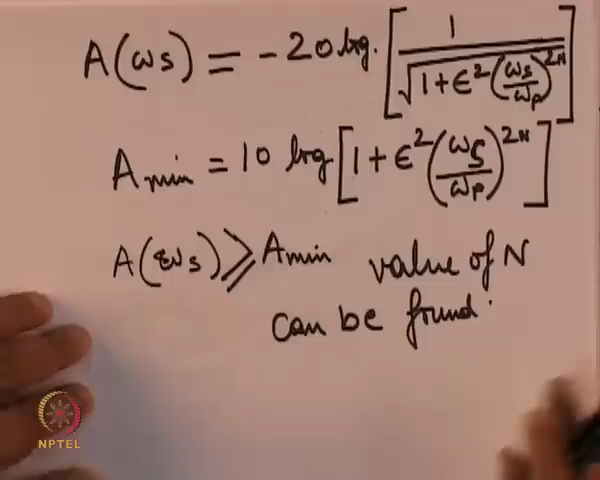 A(ωs) = -20 log. [1/√(1+ϵ²(ωs/ωp)^2N)]
Amin = 10 log [1+ϵ²(ωs/ωp)^2N]
A(ωs) ≥ Amin value of N
can be found.
NPTEL